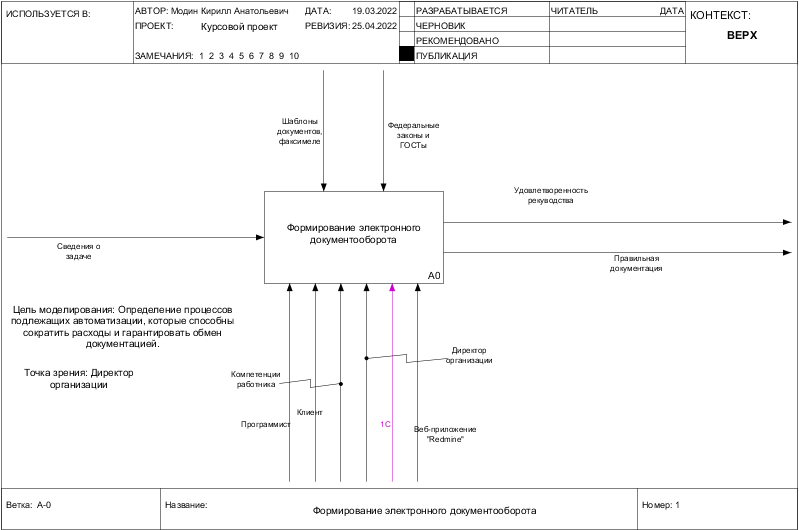 ИСПОЛЬЗУЕТСЯ В:
АВТОР: Модин Кирилл Анатольевич
ДАТА: 19.03.2022
ПРОЕКТ: Курсовой проект
РЕВИЗИЯ: 25.04.2022
ЗАМЕЧАНИЯ: 1 2 3 4 5 6 7 8 9 10
РАЗРАБАТЫВАЕТСЯ
ЧЕРНОВИК
РЕКОМЕНДОВАНО
ПУБЛИКАЦИЯ
ЧИТАТЕЛЬ ДАТА
КОНТЕКСТ:
ВЕРХ
Шаблоны
документов,
факсимеле
Федеральные
законы и
ГОСТы
Удовлетворенность
рекуводства
Формирование электронного
документооборота
A0
Сведения о
задаче
Правильная
документация
Цель моделирования: Определение процессов
подлежащих автоматизации, которые способны
сократить расходы и гарантировать обмен
документацией.
Точка зрения: Директор
организации
Директор
организации
Компетенции
работника
Клиент
Программист
1С
Веб-приложение
"Redmine"
Ветка: A-0
Название:
Формирование электронного документооборота
Номер: 1